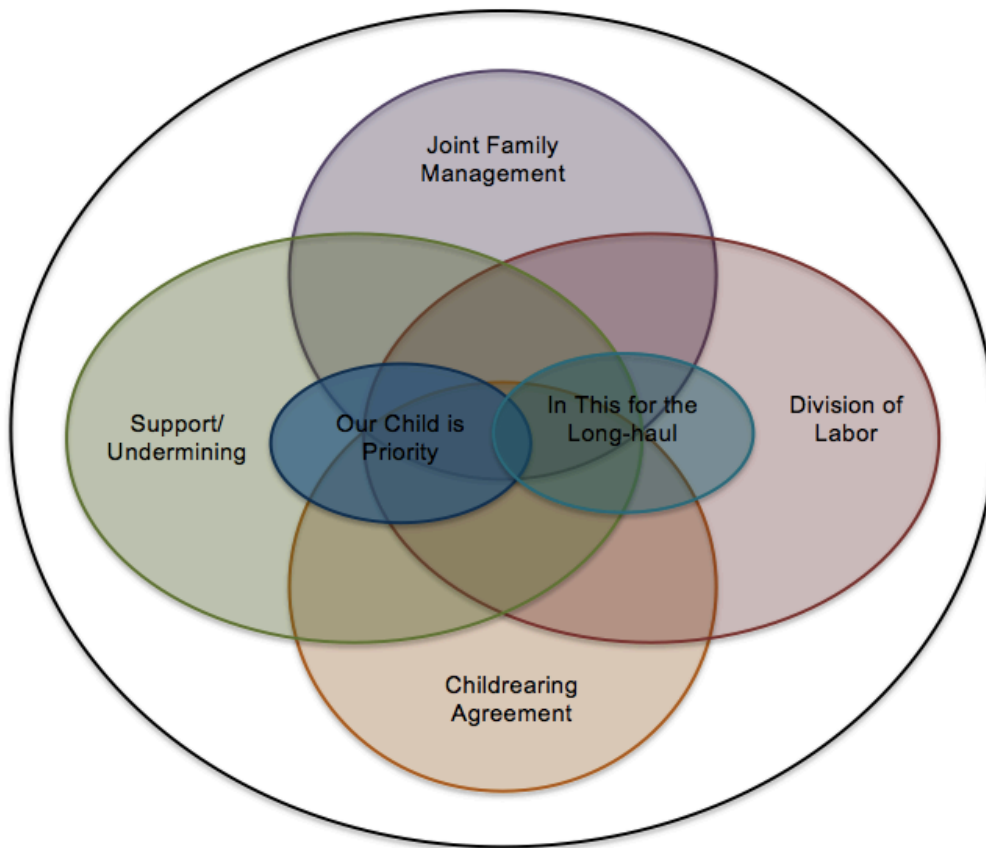 Joint Family
Management
Support/
Undermining
Our Child is
Priority
In This for the
Long-haul
Division of
Labor
Childrearing
Agreement